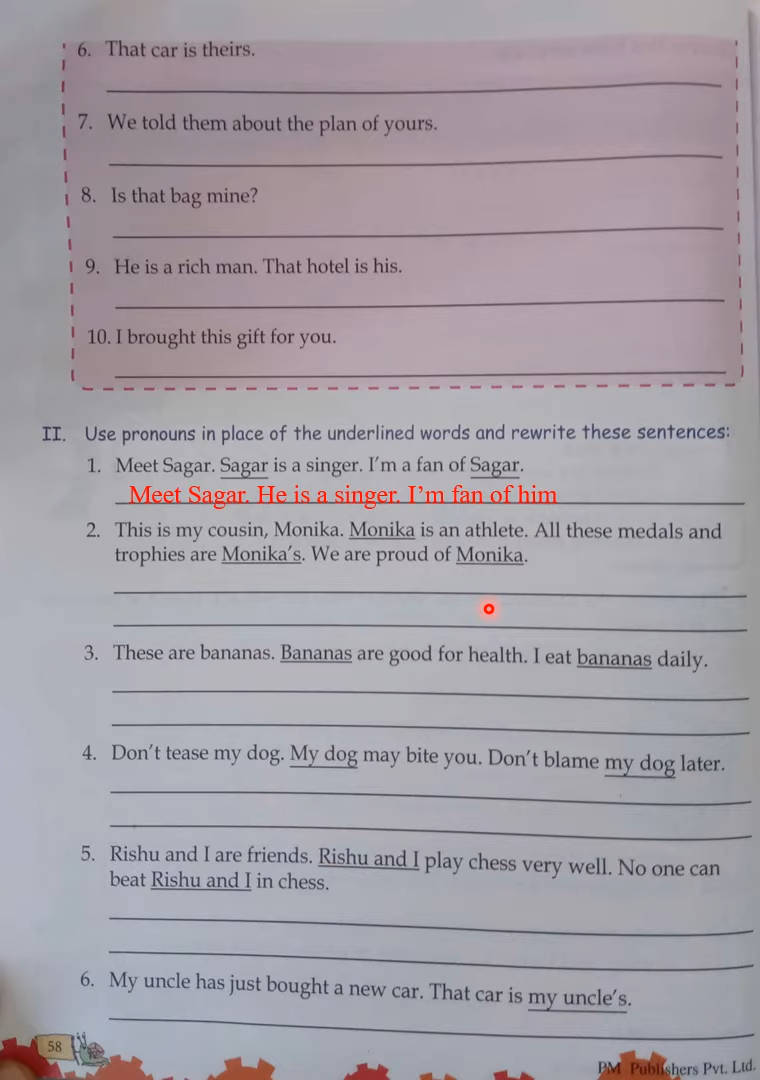 6. That car is theirs.
7. We told them about the plan of yours.
8. Is that bag mine?
9. He is a rich man. That hotel is his.
10. I brought this gift for you.
II. Use pronouns in place of the underlined words and rewrite these sentences:
1. Meet Sagar. Sagar is a singer. I'm a fan of Sagar.
Meet Sagar. He is a singer. I'm fan of him
2. This is my cousin, Monika. Monika is an athlete. All these medals and
trophies are Monika's. We are proud of Monika.
3. These are bananas. Bananas are good for health. I eat bananas daily.
4. Don't tease my dog. My dog may bite you. Don't blame my dog later.
5. Rishu and I are friends. Rishu and I play chess very well. No one can
beat Rishu and I in chess.
6. My uncle has just bought a new car. That car is my uncle's.
58
PM Publishers Pvt. Ltd.